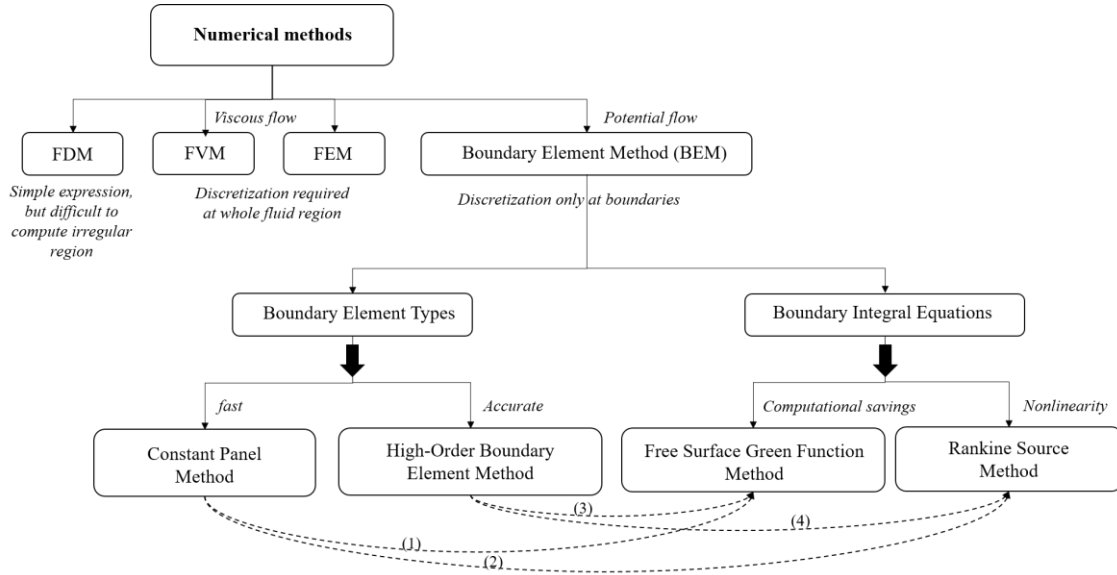 Numerical methods
Viscous flow
Potential flow
FDM
FVM
FEM
Boundary Element Method (BEM)
Simple expression,
but difficult to
compute irregular
region
Discretization required
at whole fluid region
Discretization only at boundaries
Boundary Element Types
Boundary Integral Equations
fast
Accurate
Computational savings
Nonlinearity
Constant Panel
Method
High-Order Boundary
Element Method
Free Surface Green Function
Method
Rankine Source
Method
(3)
(4)
(1)
(2)